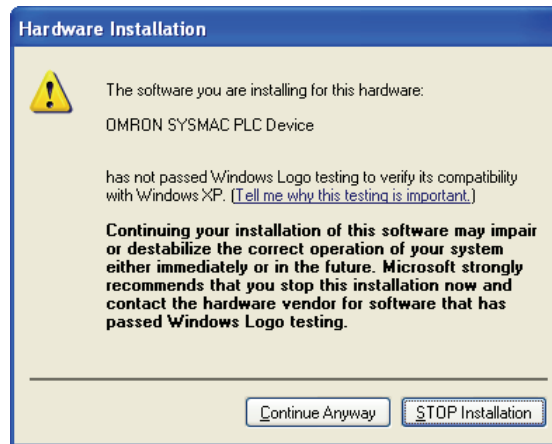 Hardware Installation
The software you are installing for this hardware:
OMRON SYSMAC PLC Device
has not passed Windows Logo testing to verify its compatibility
with Windows XP. (Tell me why this testing is important.)
Continuing your installation of this software may impair
or destabilize the correct operation of your system
either immediately or in the future. Microsoft strongly
recommends that you stop this installation now and
contact the hardware vendor for software that has
passed Windows Logo testing.
Continue Anyway
STOP Installation